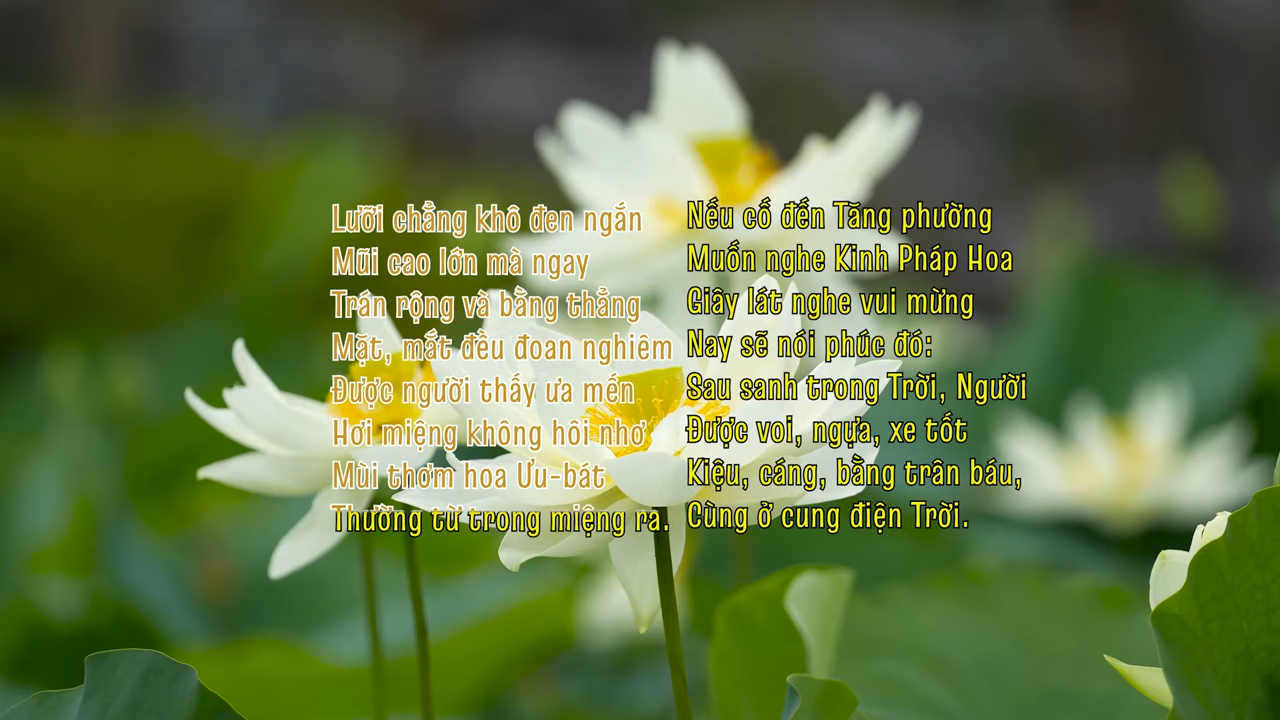 Lưỡi chẳng khô đen ngắn
Mũi cao lớn mà ngay
Trán rộng và bằng thẳng
Mặt, mắt đều đoan nghiêm
Được người thấy ưa mến
Hơi miệng không hôi nhơ
Mùi thơm hoa Ưu-bát
Thường từ trong miệng ra.
Nếu cố đến Tăng phường
Muốn nghe Kinh Pháp Hoa
Giây lát nghe vui mừng
Nay sẽ nói phúc đó:
Sau sanh trong Trời, Người
Được voi, ngựa, xe tốt
Kiệu, cáng, bằng trân báu,
Cùng ở cung điện Trời.